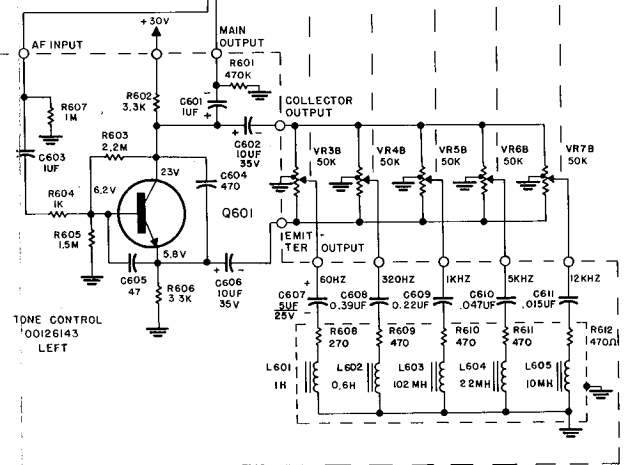 +30V
AF INPUT
MAIN
OUTPUT
R601
470K
R607
1M
R602
3.3K
C601
1UF
COLLECTOR
OUTPUT
R603
2.2M
C602
10UF
35V
C603
1UF
23V
C604
470
VR3B
50K
VR4B
50K
VR5B
50K
VR6B
50K
VR7B
50K
R604
1K
6.2V
Q601
R605
1.5M
5.8V
EMIT-
TER OUTPUT
C605
47
R606
3.3K
C606
10UF
35V
60HZ
320HZ
1KHZ
5KHZ
12KHZ
C607
.5UF
25V
C608
0.39UF
C609
0.22UF
C610
.047UF
C611
.015UF
TONE CONTROL
00126143
LEFT
R608
270
R609
470
R610
470
R611
470
R612
470Ω
L601
1H
L602
0.6H
L603
102MH
L604
22MH
L605
10MH